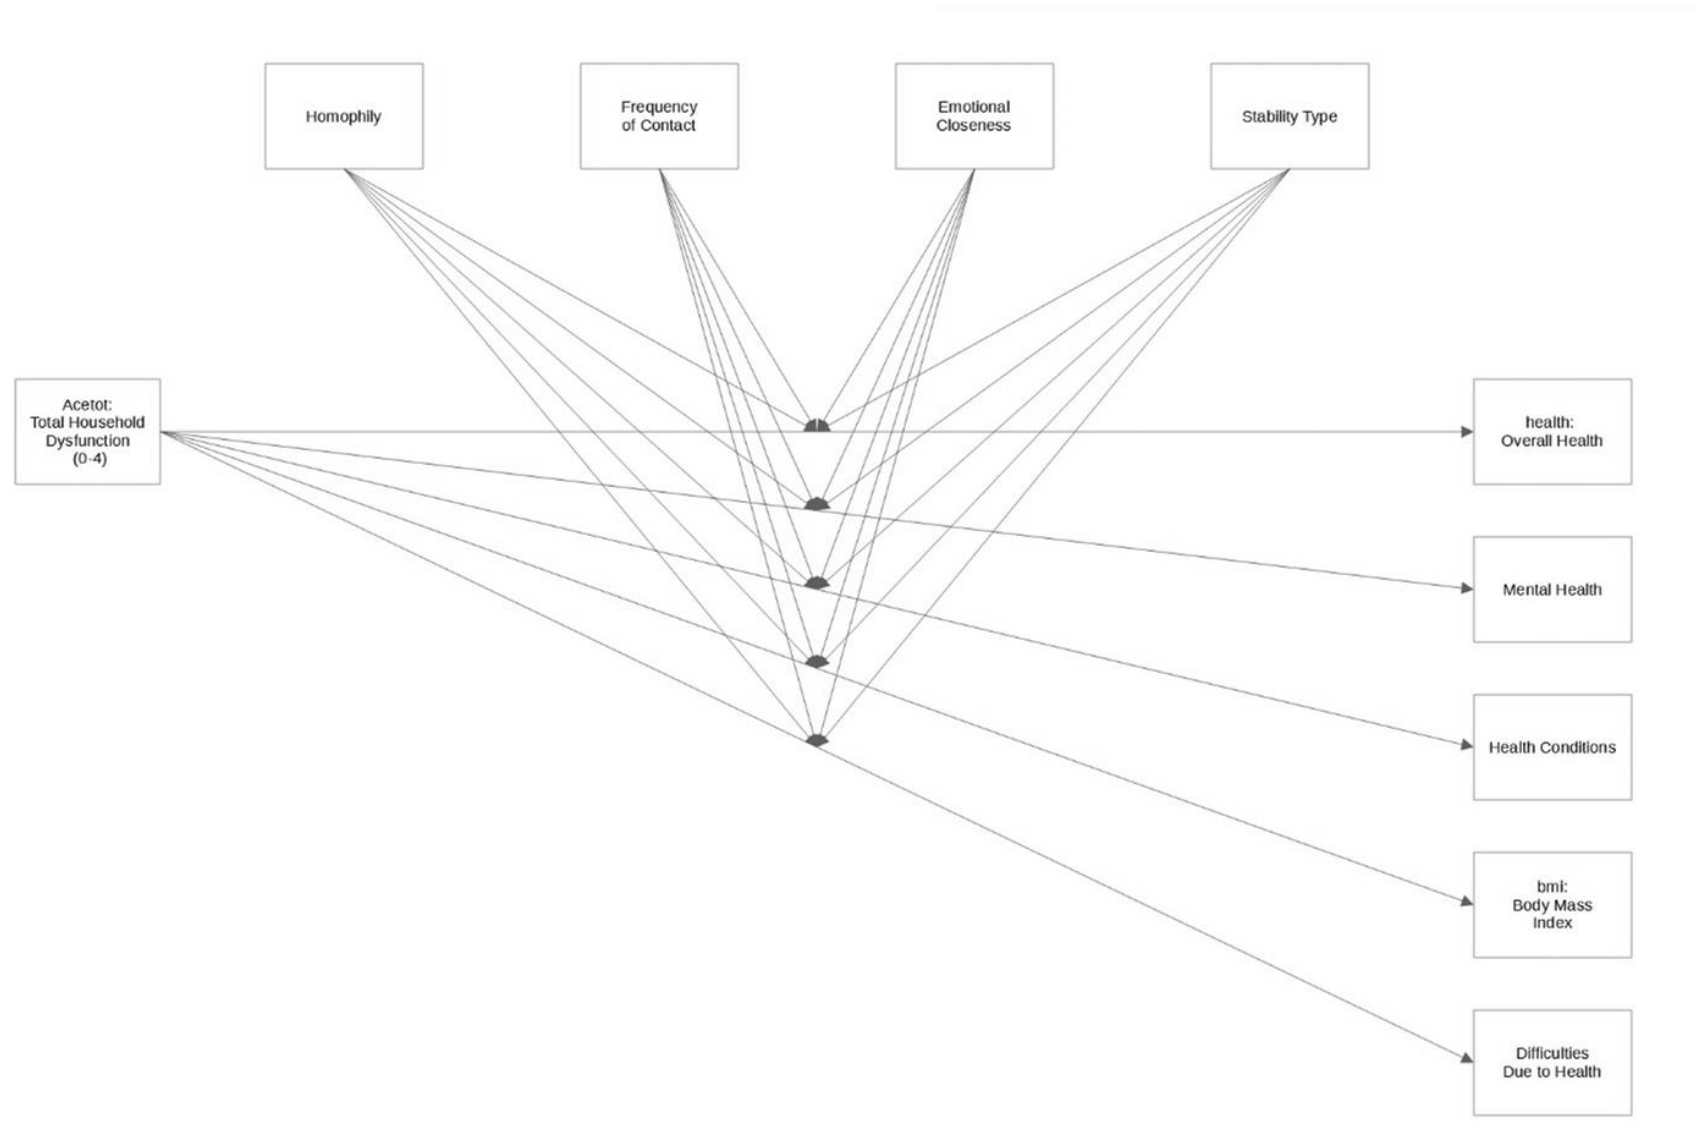 Homophily
Frequency
of Contact
Emotional
Closeness
Stability Type
Acetot:
Total Household
Dysfunction
(0-4)
health:
Overall Health
Mental Health
Health Conditions
bmi:
Body Mass
Index
Difficulties
Due to Health